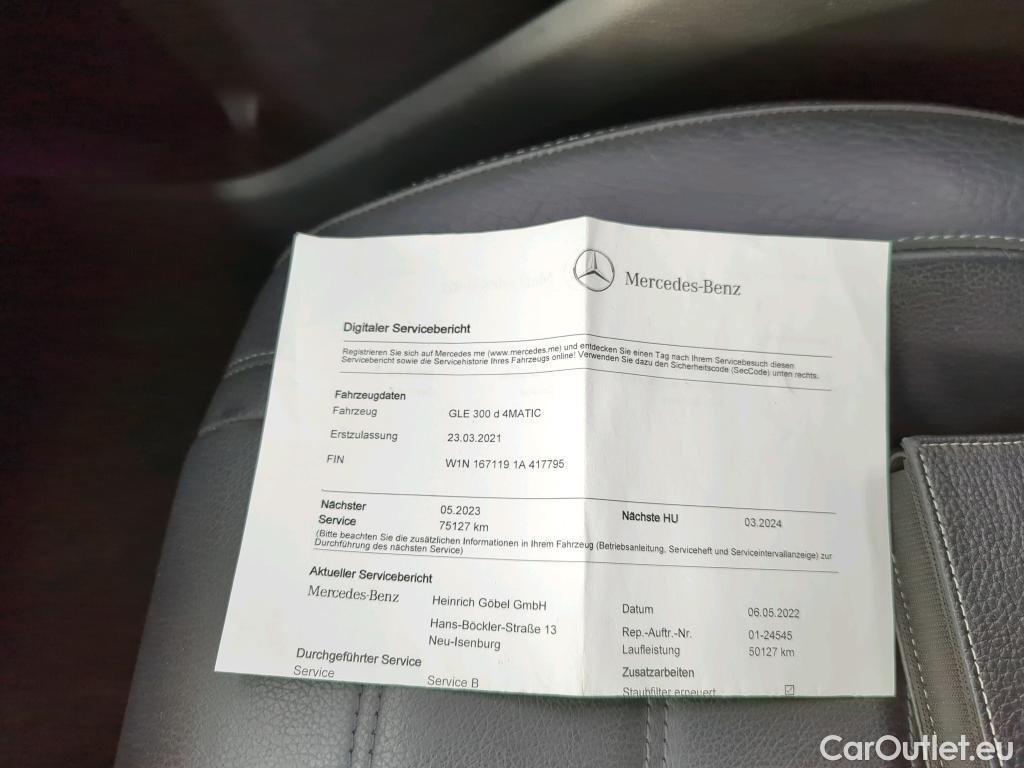 Mercedes-Benz
Digitaler Servicebericht
Registrieren Sie sich auf Mercedes me (www.mercedes.me) und entdecken Sie einen Tag nach Ihrem Servicebesuch diesen
Servicebericht sowie die Servicehistorie Ihres Fahrzeugs online! Verwenden Sie dazu den Sicherheitscode (SecCode) unten rechts.
Fahrzeugdaten
Fahrzeug GLE 300 d 4MATIC
Erstzulassung 23.03.2021
FIN W1N 167119 1A 417795
Nächster 05.2023 Nächste HU 03.2024
Service 75127 km
(Bitte beachten Sie die zusätzlichen Informationen in Ihrem Fahrzeug (Betriebsanleitung, Serviceheft und Serviceintervallanzeige) zur
Durchführung des nächsten Service)
Aktueller Servicebericht
Mercedes-Benz Heinrich Göbel GmbH Datum 06.05.2022
Hans-Böckler-Straße 13 Rep.-Auftr.-Nr. 01-24545
Neu-Isenburg Laufleistung 50127 km
Durchgeführter Service Zusatzarbeiten
Service Service B Staubfilter erneuert ☑
CarOutlet.eu